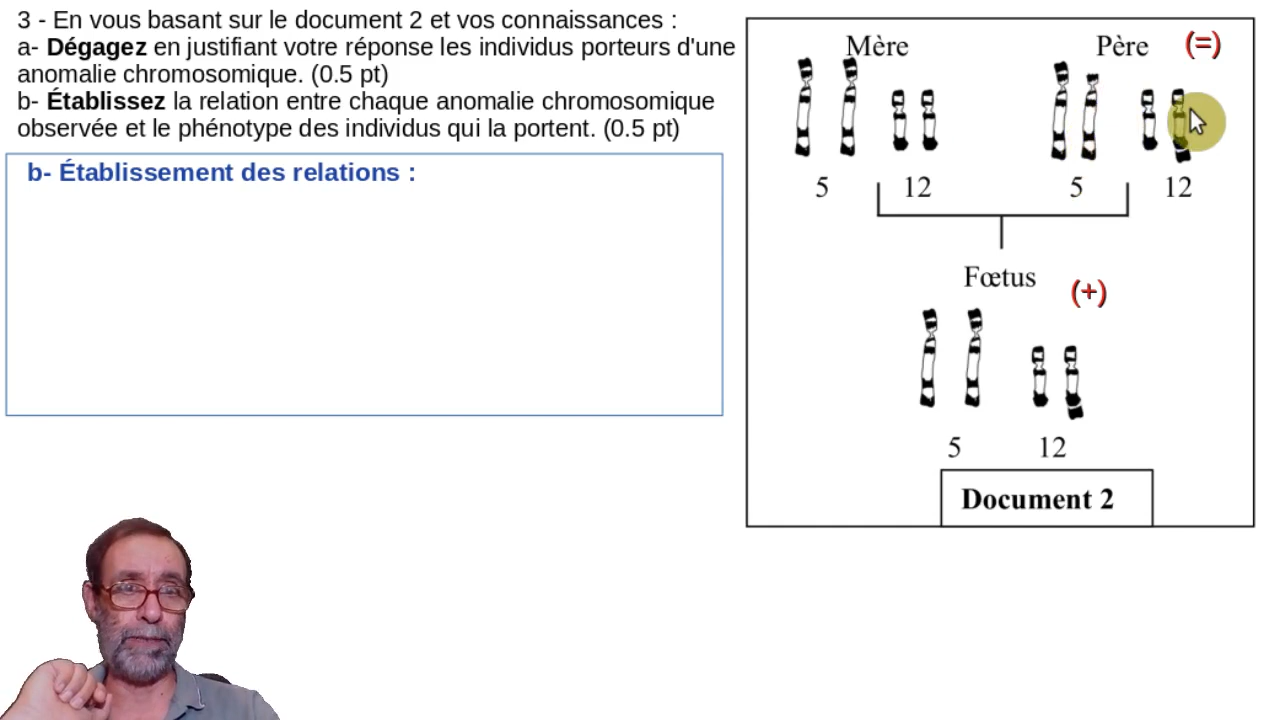 3 - En vous basant sur le document 2 et vos connaissances :
a- Dégagez en justifiant votre réponse les individus porteurs d'une
anomalie chromosomique. (0.5 pt)
b- Établissez la relation entre chaque anomalie chromosomique
observée et le phénotype des individus qui la portent. (0.5 pt)
b- Établissement des relations :
Mère
Père (=)
5 12
5 12
Fœtus (+)
5 12
Document 2